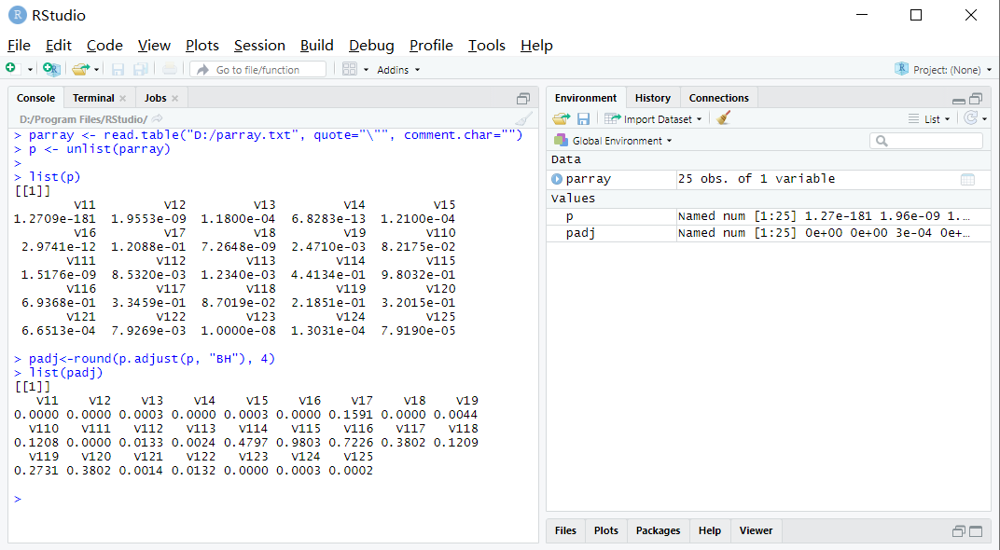 RStudio
File Edit Code View Plots Session Build Debug Profile Tools Help
Go to file/function Addins Project: (None)
Console Terminal Jobs
D:/Program Files/RStudio/
> parray <- read.table("D:/parray.txt", quote="\"", comment.char="")
> p <- unlist(parray)
>
> list(p)
[[1]]
V11 V12 V13 V14 V15
1.2709e-181 1.9553e-09 1.1800e-04 6.8283e-13 1.2100e-04
V16 V17 V18 V19 V110
2.9741e-12 1.2088e-01 7.2648e-09 2.4710e-03 8.2175e-02
V111 V112 V113 V114 V115
1.5176e-09 8.5320e-03 1.2340e-03 4.4134e-01 9.8032e-01
V116 V117 V118 V119 V120
6.9368e-01 3.3459e-01 8.7019e-02 2.1851e-01 3.2015e-01
V121 V122 V123 V124 V125
6.6513e-04 7.9269e-03 1.0000e-08 1.3031e-04 7.9190e-05
> padj<-round(p.adjust(p, "BH"), 4)
> list(padj)
[[1]]
V11 V12 V13 V14 V15 V16 V17 V18 V19
0.0000 0.0000 0.0003 0.0000 0.0003 0.0000 0.1591 0.0000 0.0044
V110 V111 V112 V113 V114 V115 V116 V117 V118
0.1208 0.0000 0.0133 0.0024 0.4797 0.9803 0.7226 0.3802 0.1209
V119 V120 V121 V122 V123 V124 V125
0.2731 0.3802 0.0014 0.0132 0.0000 0.0003 0.0002
>
Environment History Connections
Import Dataset List
Global Environment
Data
parray 25 obs. of 1 variable
Values
p Named num [1:25] 1.27e-181 1.96e-09 1.…
padj Named num [1:25] 0e+00 0e+00 3e-04 0e+…
Files Plots Packages Help Viewer